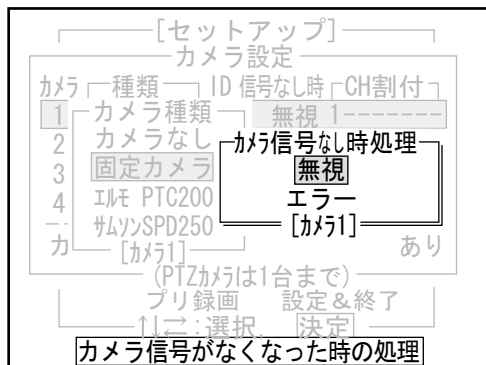 [セットアップ]
カメラ設定
カメラ 種類 ID 信号なし時 CH割付
1 カメラ種類 無視 1-------
2 カメラなし カメラ信号なし時処理
3 固定カメラ 無視
4 エルモ PTC200 エラー
サムソンSPD250 [カメラ1]
カ [カメラ1] あり
(PTZカメラは1台まで)
プリ録画 設定&終了
↑↓⇄:選択, 決定
カメラ信号がなくなった時の処理